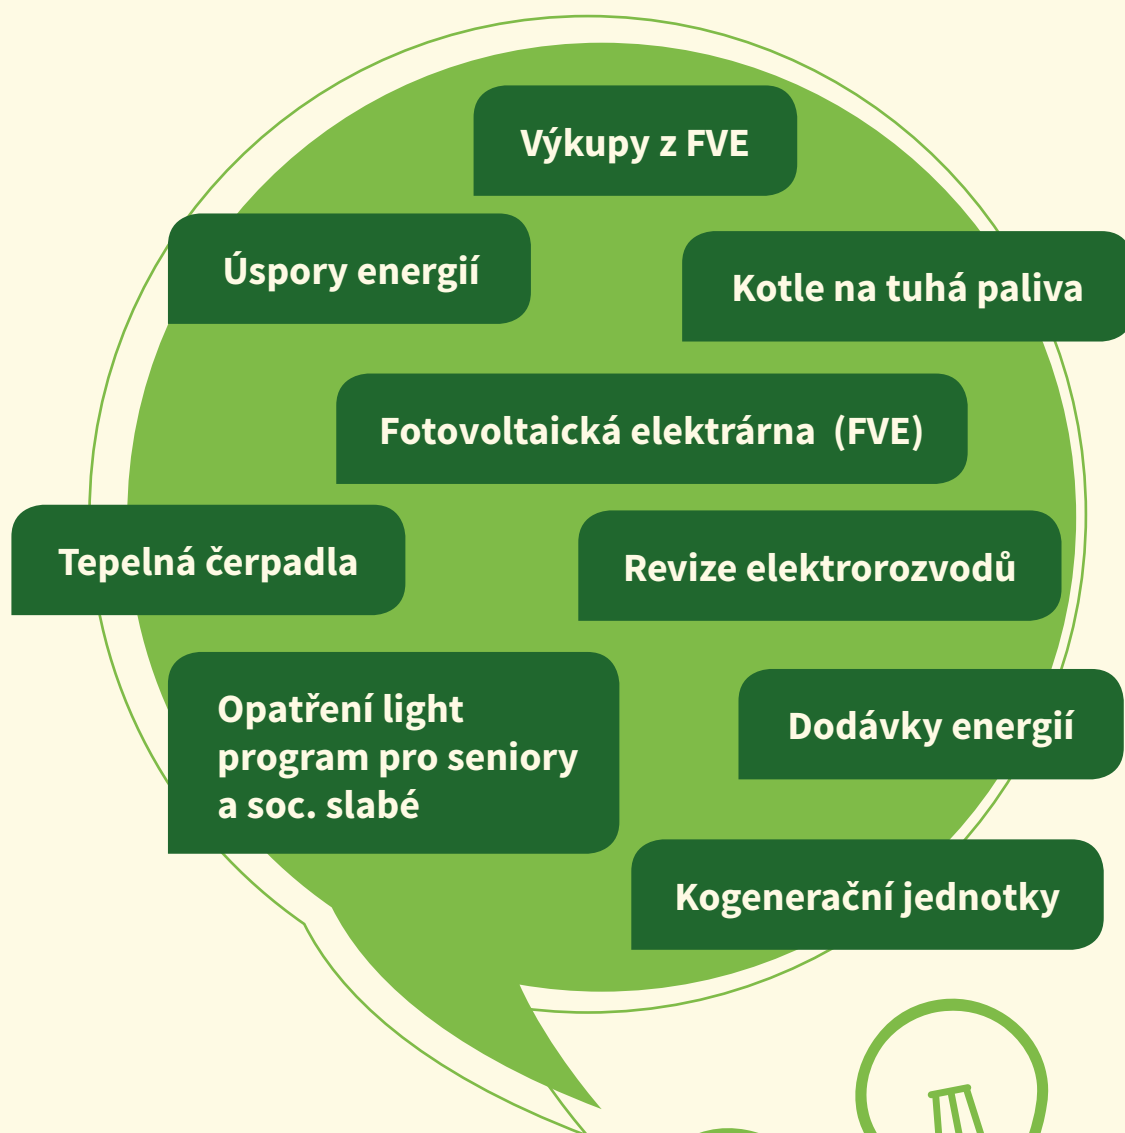 Výkupy z FVE
Úspory energií
Kotle na tuhá paliva
Fotovoltaická elektrárna  (FVE)
Tepelná čerpadla
Revize elektrorozvodů
Opatření light
program pro seniory
a soc. slabé
Dodávky energií
Kogenerační jednotky